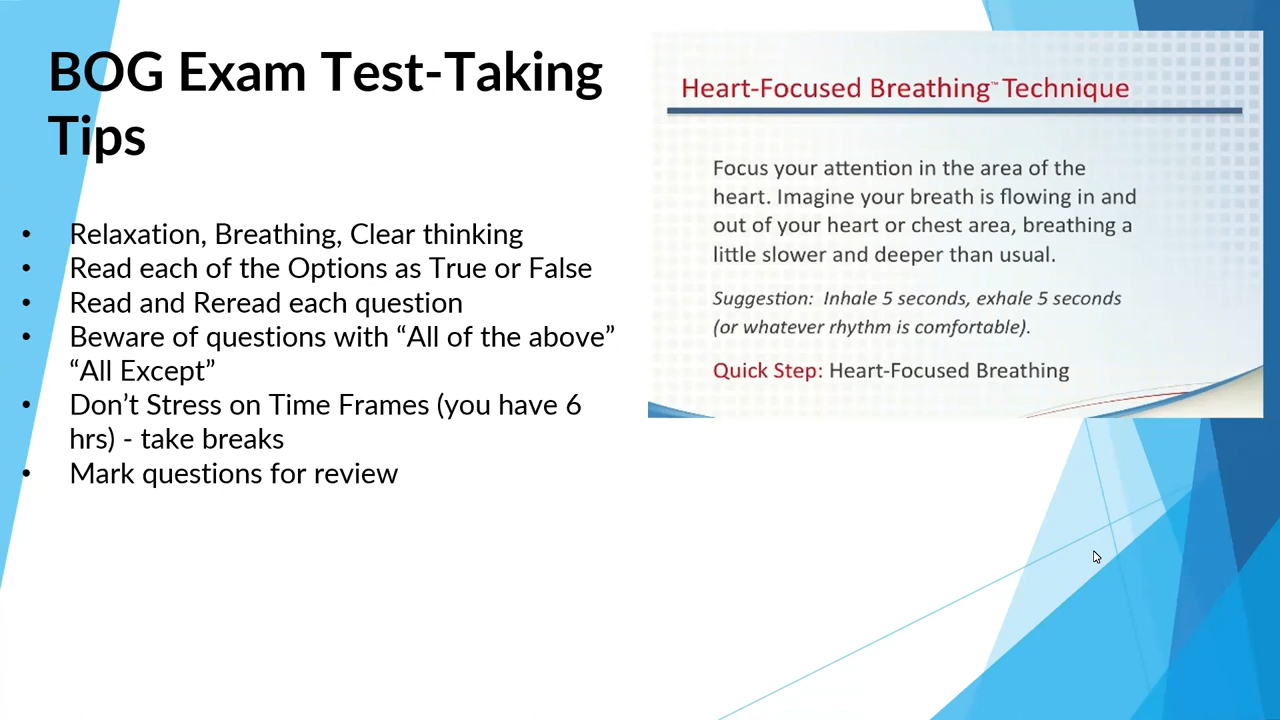 BOG Exam Test-Taking
Tips
• Relaxation, Breathing, Clear thinking
• Read each of the Options as True or False
• Read and Reread each question
• Beware of questions with “All of the above”
“All Except”
• Don’t Stress on Time Frames (you have 6
hrs) - take breaks
• Mark questions for review
Heart-Focused Breathing™ Technique
Focus your attention in the area of the
heart. Imagine your breath is flowing in and
out of your heart or chest area, breathing a
little slower and deeper than usual.
Suggestion: Inhale 5 seconds, exhale 5 seconds
(or whatever rhythm is comfortable).
Quick Step: Heart-Focused Breathing